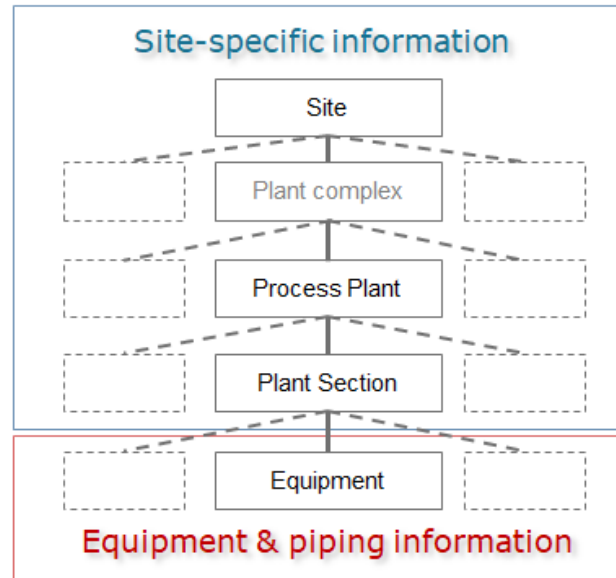 Site-specific information
Site
Plant complex
Process Plant
Plant Section
Equipment
Equipment & piping information